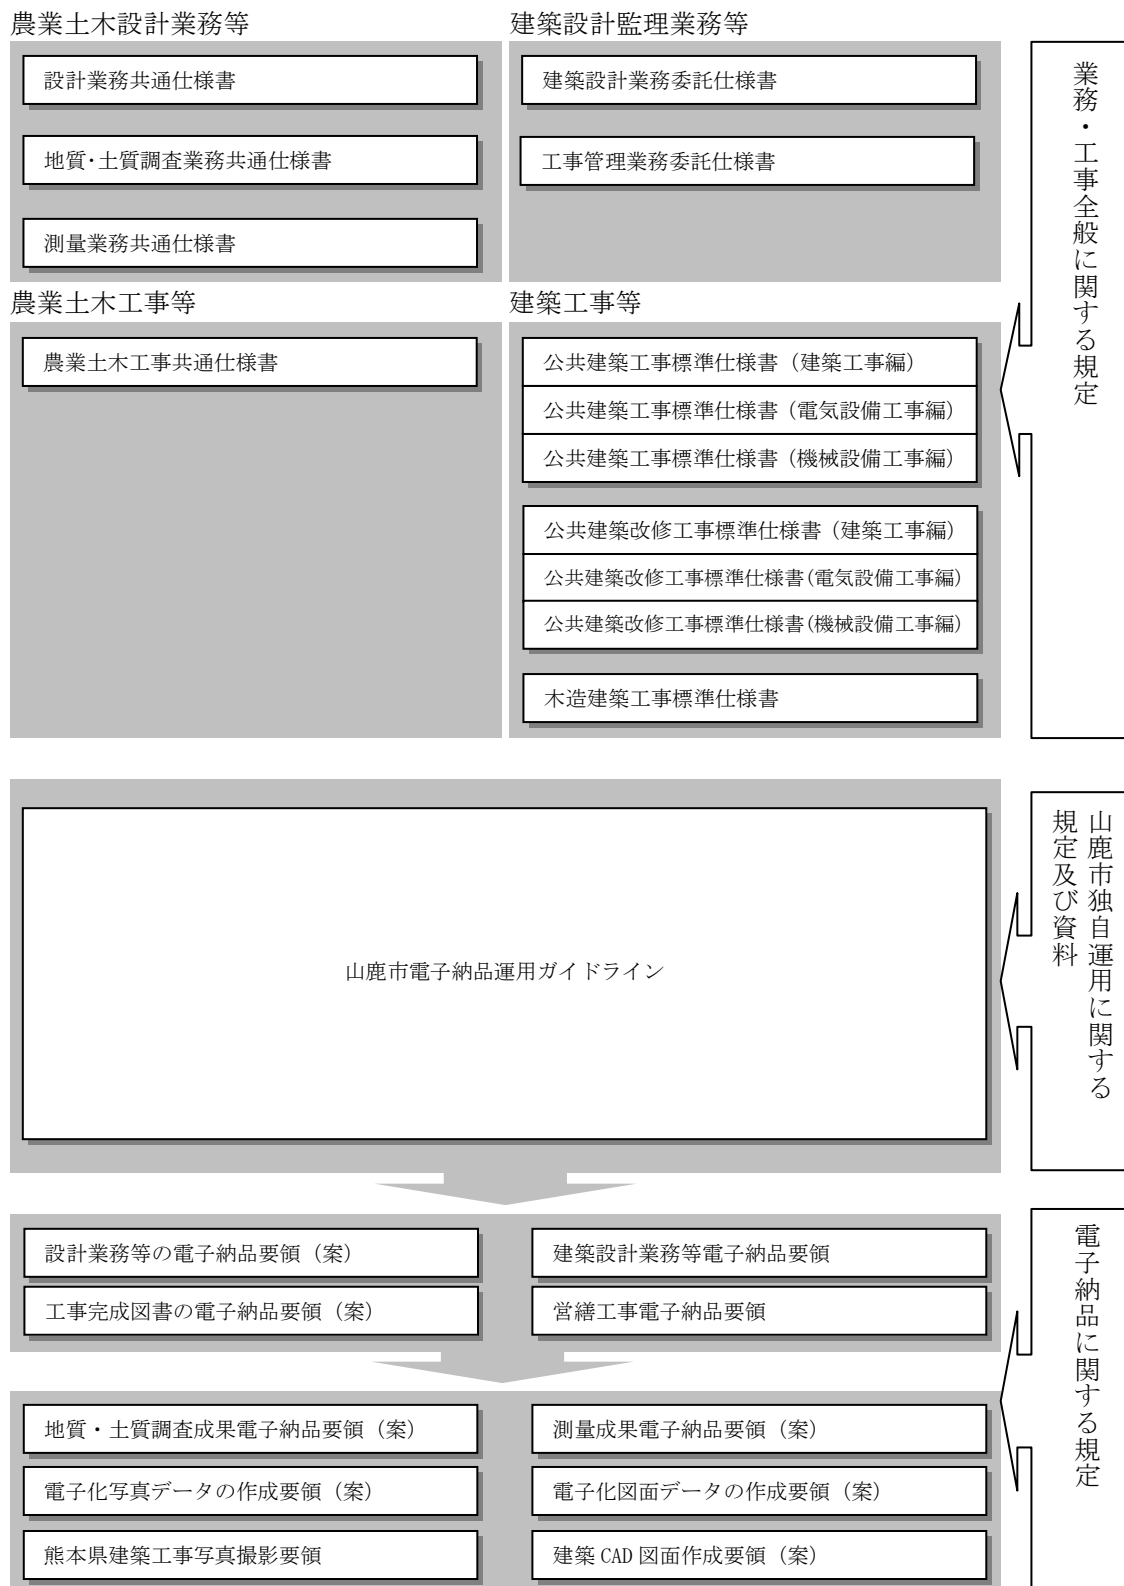 農業土木設計業務等
設計業務共通仕様書
地質・土質調査業務共通仕様書
測量業務共通仕様書
建築設計監理業務等
建築設計業務委託仕様書
工事管理業務委託仕様書
農業土木工事等
農業土木工事共通仕様書
建築工事等
公共建築工事標準仕様書（建築工事編）
公共建築工事標準仕様書（電気設備工事編）
公共建築工事標準仕様書（機械設備工事編）
公共建築改修工事標準仕様書（建築工事編）
公共建築改修工事標準仕様書（電気設備工事編）
公共建築改修工事標準仕様書（機械設備工事編）
木造建築工事標準仕様書
業務・工事全般に関する規定
山鹿市電子納品運用ガイドライン
山鹿市独自運用に関する
規定及び資料
設計業務等の電子納品要領（案）
建築設計業務等電子納品要領
工事完成図書の電子納品要領（案）
営繕工事電子納品要領
地質・土質調査成果電子納品要領（案）
測量成果電子納品要領（案）
電子化写真データの作成要領（案）
電子化図面データの作成要領（案）
熊本県建築工事写真撮影要領
建築 CAD 図面作成要領（案）
電子納品に関する規定